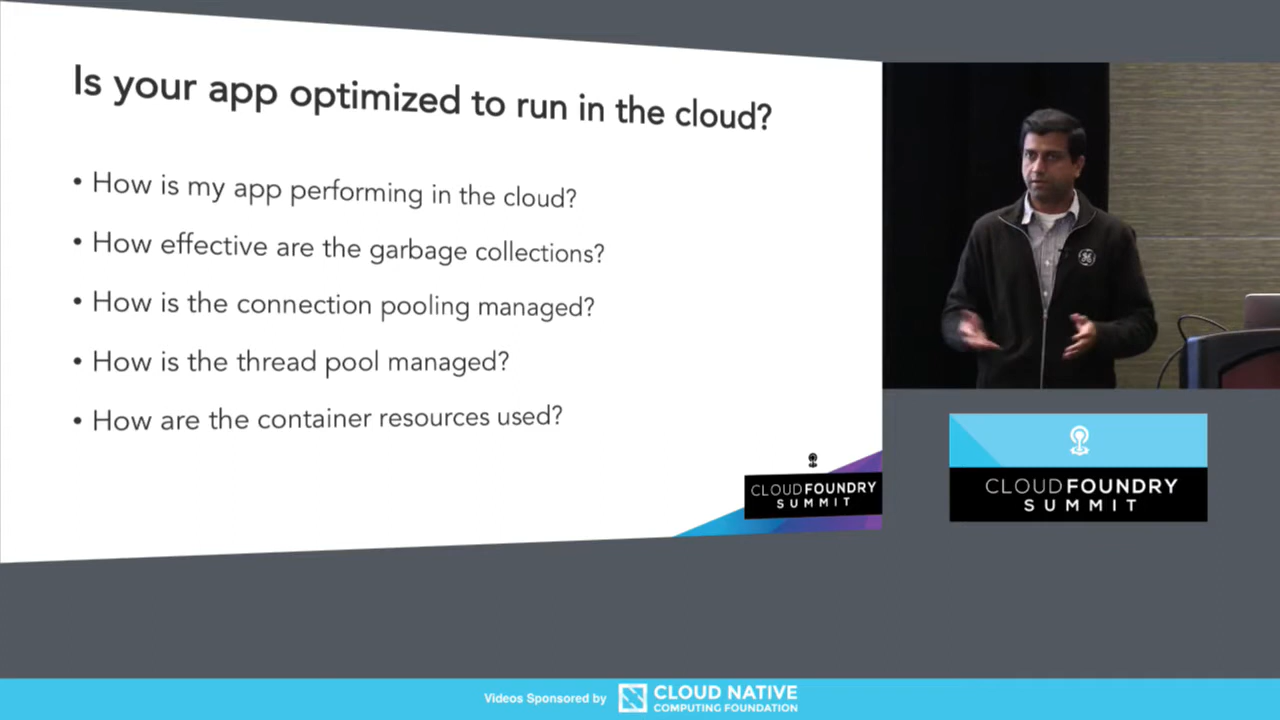 Is your app optimized to run in the cloud?
• How is my app performing in the cloud?
• How effective are the garbage collections?
• How is the connection pooling managed?
• How is the thread pool managed?
• How are the container resources used?
CLOUDFOUNDRY
SUMMIT
GE
CLOUDFOUNDRY
SUMMIT
Videos Sponsored by
CLOUD NATIVE
COMPUTING FOUNDATION